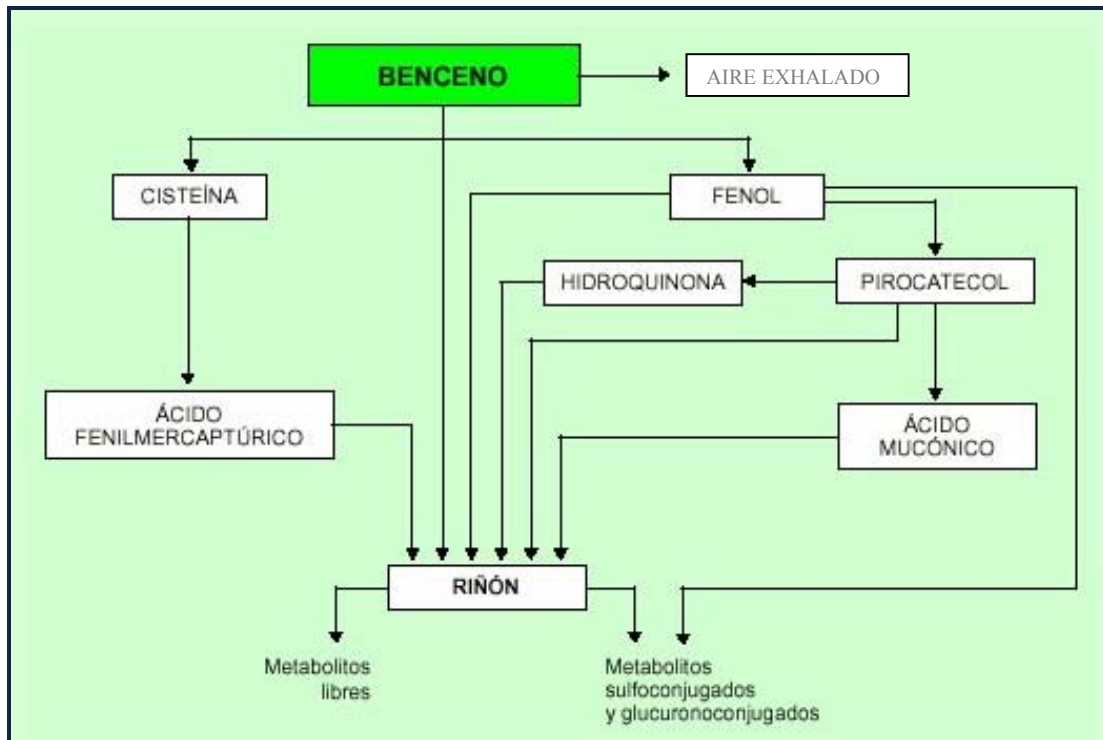 BENCENO
AIRE EXHALADO
CISTEÍNA
FENOL
HIDROQUINONA
PIROCATECOL
ÁCIDO
FENILMERCAPTÚRICO
ÁCIDO
MUCÓNICO
RIÑÓN
Metabolitos
libres
Metabolitos
sulfoconjugados
y glucuronoconjugados